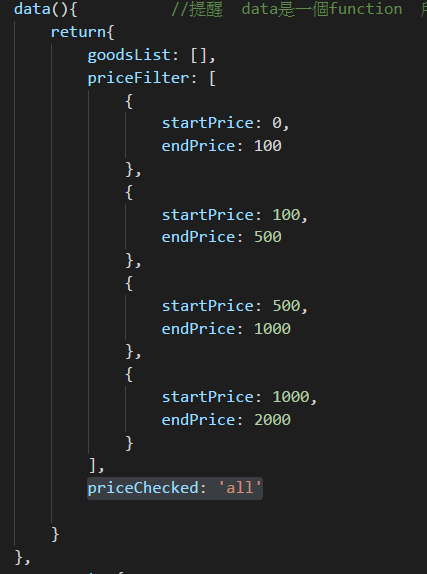 data(){ //提醒 data是一個function
return{
goodsList: [],
priceFilter: [
{
startPrice: 0,
endPrice: 100
},
{
startPrice: 100,
endPrice: 500
},
{
startPrice: 500,
endPrice: 1000
},
{
startPrice: 1000,
endPrice: 2000
}
],
priceChecked: 'all'
}
},